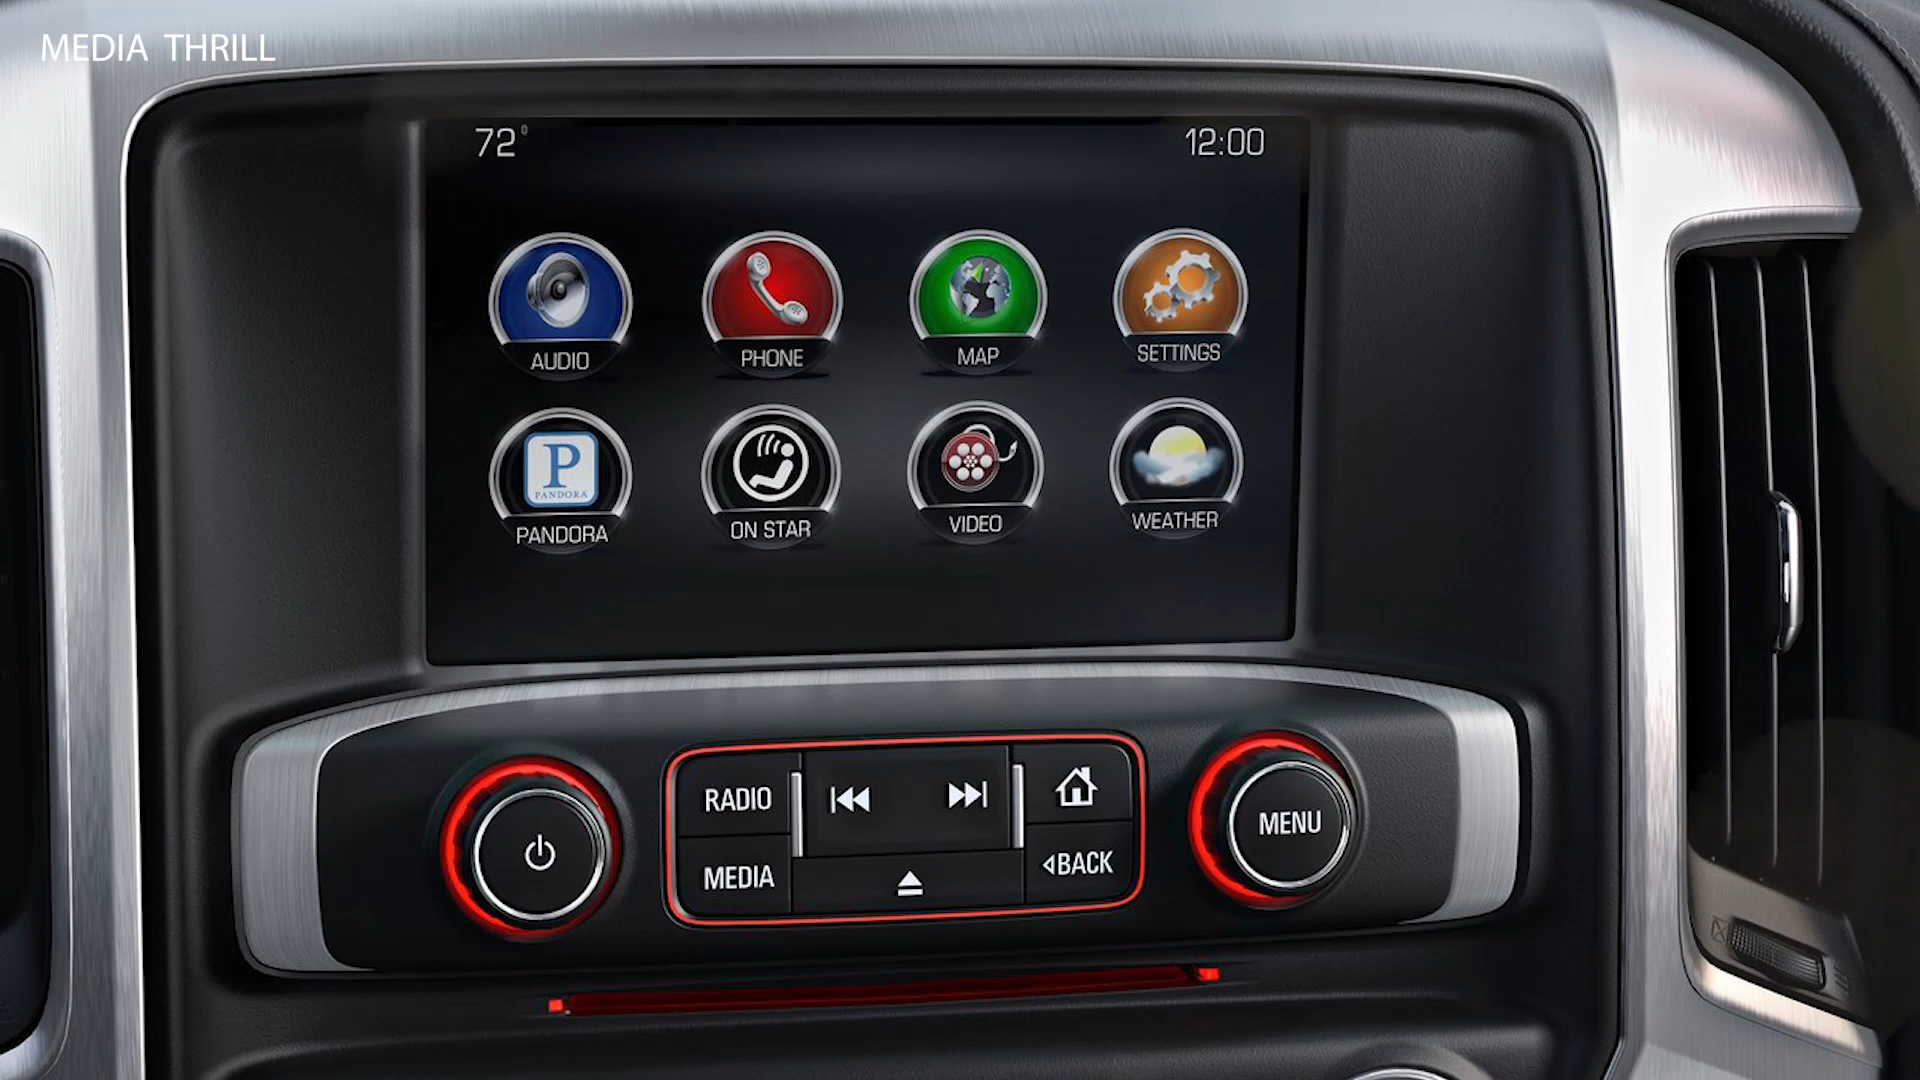 MEDIA THRILL
72° 12:00
AUDIO PHONE MAP SETTINGS
P
PANDORA
PANDORA ON STAR VIDEO WEATHER
RADIO
MENU
MEDIA BACK